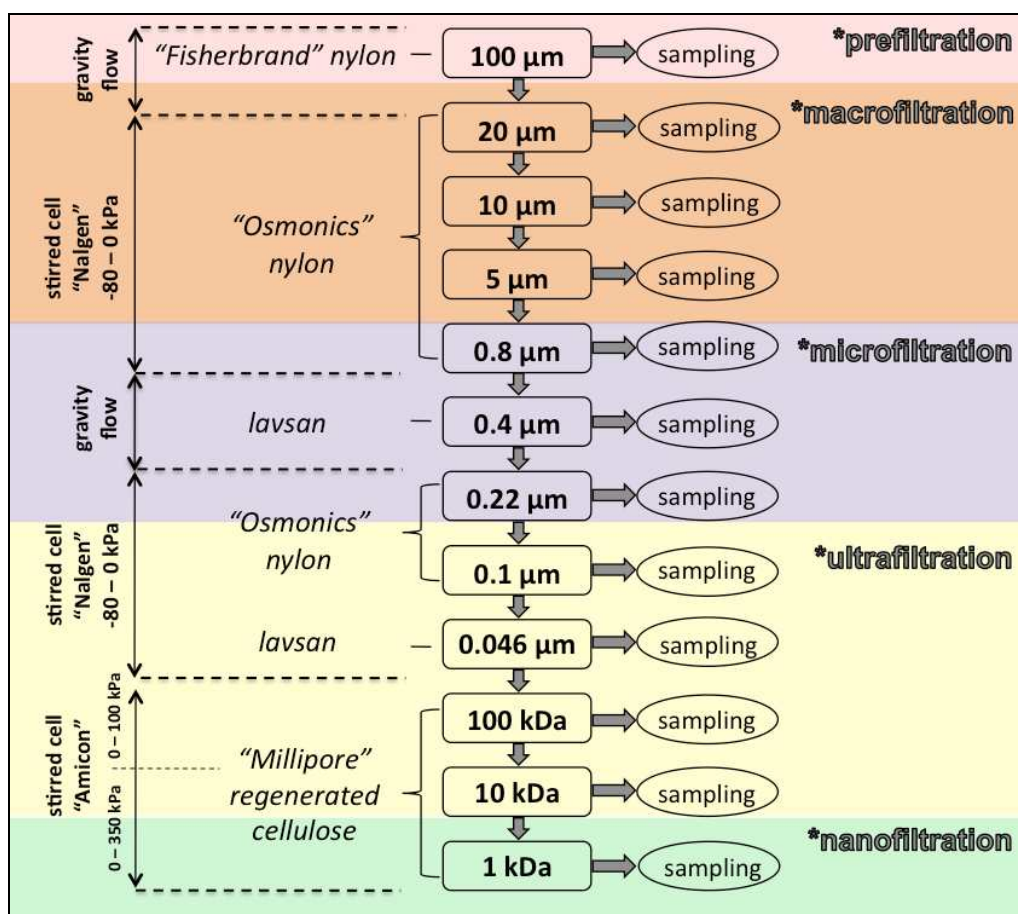 gravity
flow
“Fisherbrand” nylon
100 µm
sampling
*prefiltration
stirred cell
“Nalgen”
-80 – 0 kPa
“Osmonics”
nylon
20 µm
sampling
*macrofiltration
10 µm
sampling
5 µm
sampling
0.8 µm
sampling
*microfiltration
gravity
flow
lavsan
0.4 µm
sampling
stirred cell
“Nalgen”
-80 – 0 kPa
“Osmonics”
nylon
0.22 µm
sampling
0.1 µm
sampling
*ultrafiltration
lavsan
0.046 µm
sampling
stirred cell
“Amicon”
0 – 100 kPa
0 – 350 kPa
“Millipore”
regenerated
cellulose
100 kDa
sampling
10 kDa
sampling
1 kDa
sampling
*nanofiltration